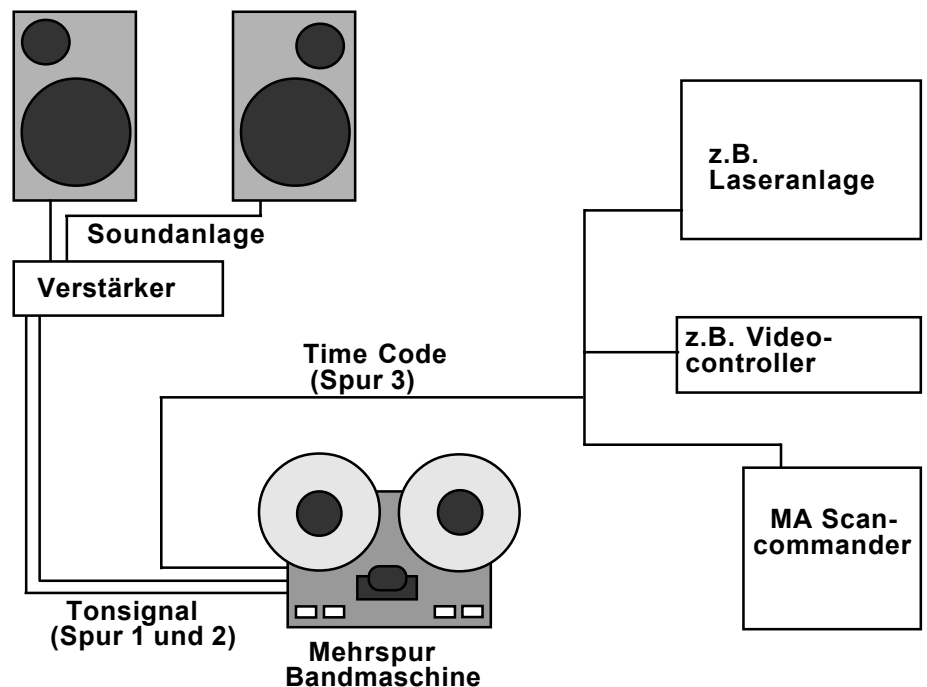 z.B.
Laseranlage
Soundanlage
Verstärker
z.B. Video-
controller
Time Code
(Spur 3)
MA Scan-
commander
Tonsignal
(Spur 1 und 2)
Mehrspur
Bandmaschine